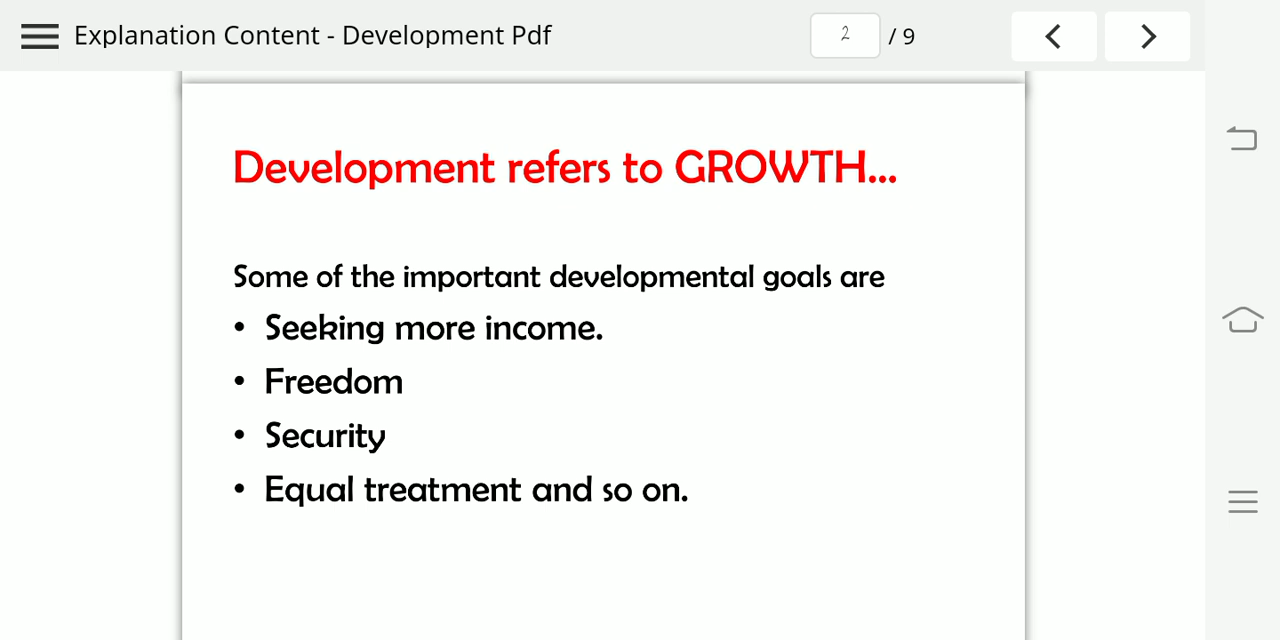 Explanation Content - Development Pdf
2 / 9
Development refers to GROWTH...
Some of the important developmental goals are
• Seeking more income.
• Freedom
• Security
• Equal treatment and so on.